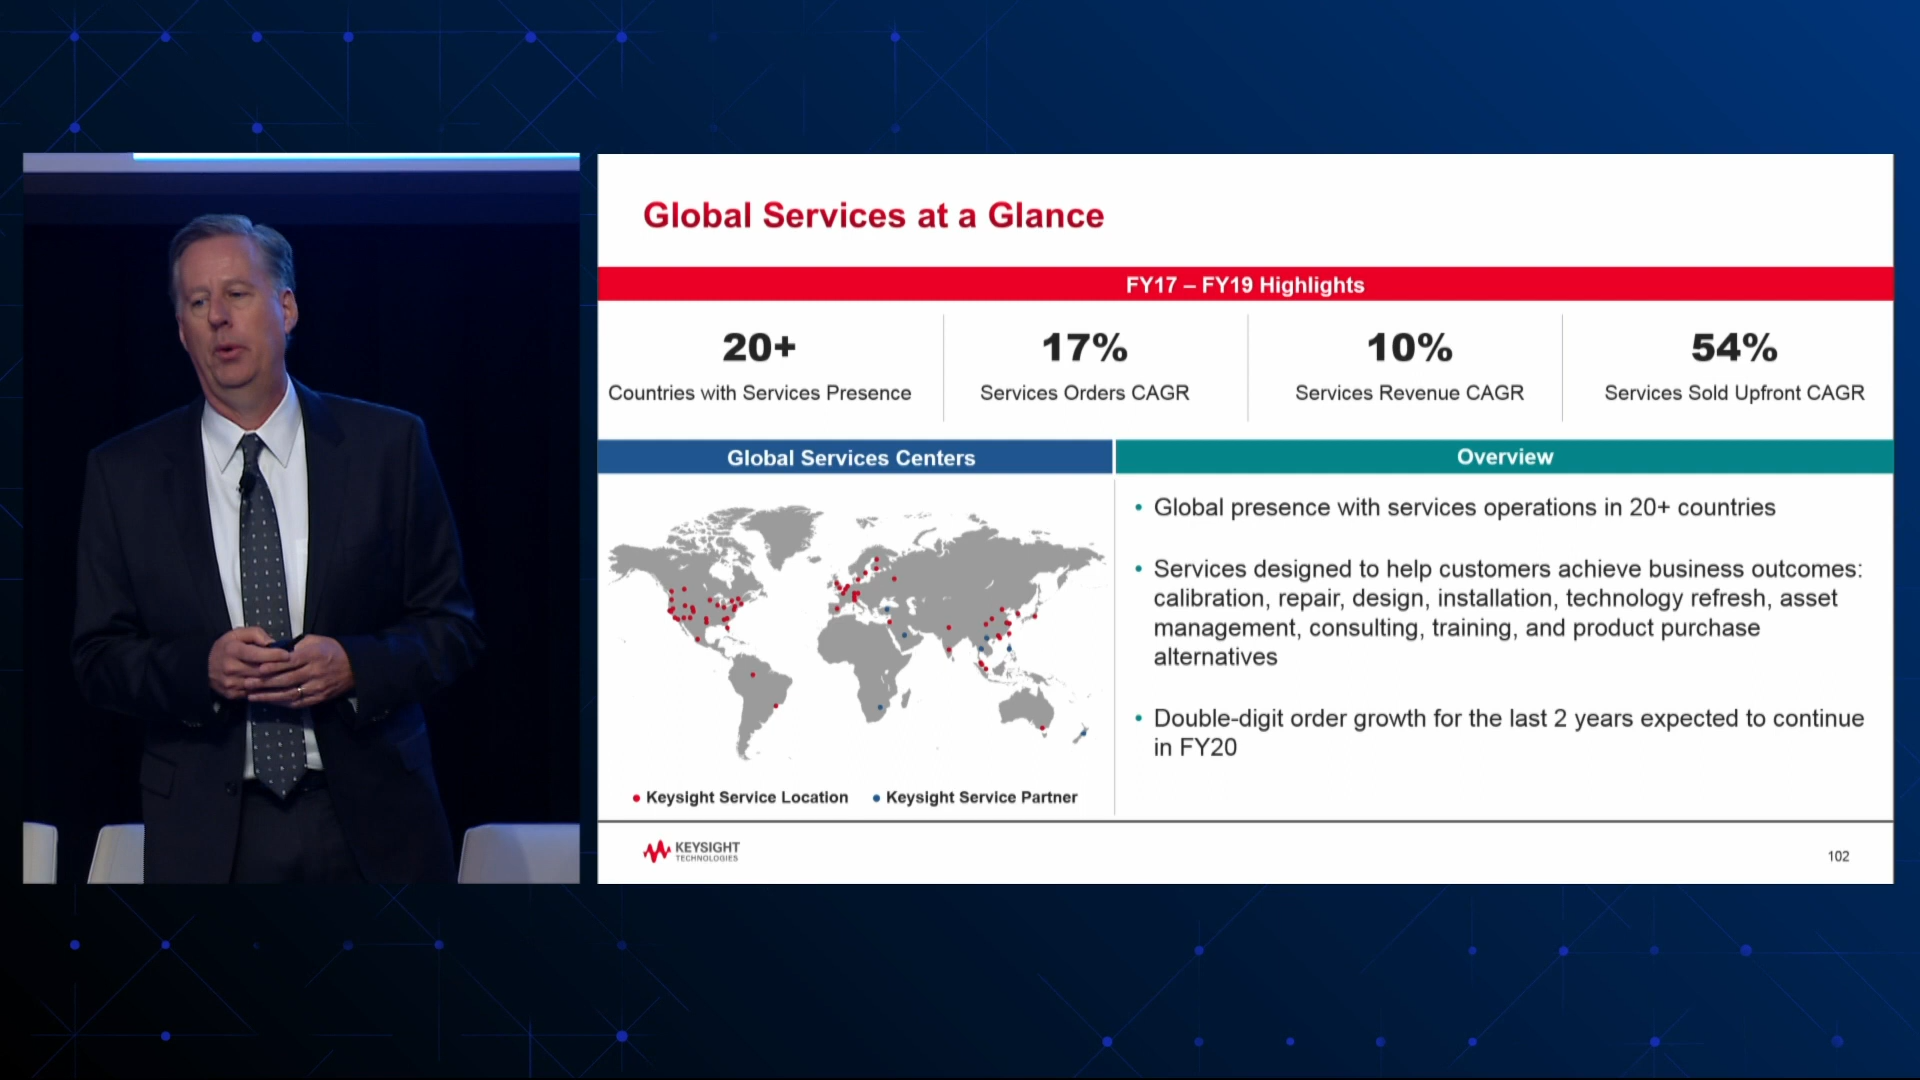 Global Services at a Glance
FY17 – FY19 Highlights
20+
Countries with Services Presence
17%
Services Orders CAGR
10%
Services Revenue CAGR
54%
Services Sold Upfront CAGR
Global Services Centers
Keysight Service Location
Keysight Service Partner
Overview
• Global presence with services operations in 20+ countries
• Services designed to help customers achieve business outcomes:
calibration, repair, design, installation, technology refresh, asset
management, consulting, training, and product purchase
alternatives
• Double-digit order growth for the last 2 years expected to continue
in FY20
KEYSIGHT
TECHNOLOGIES
102